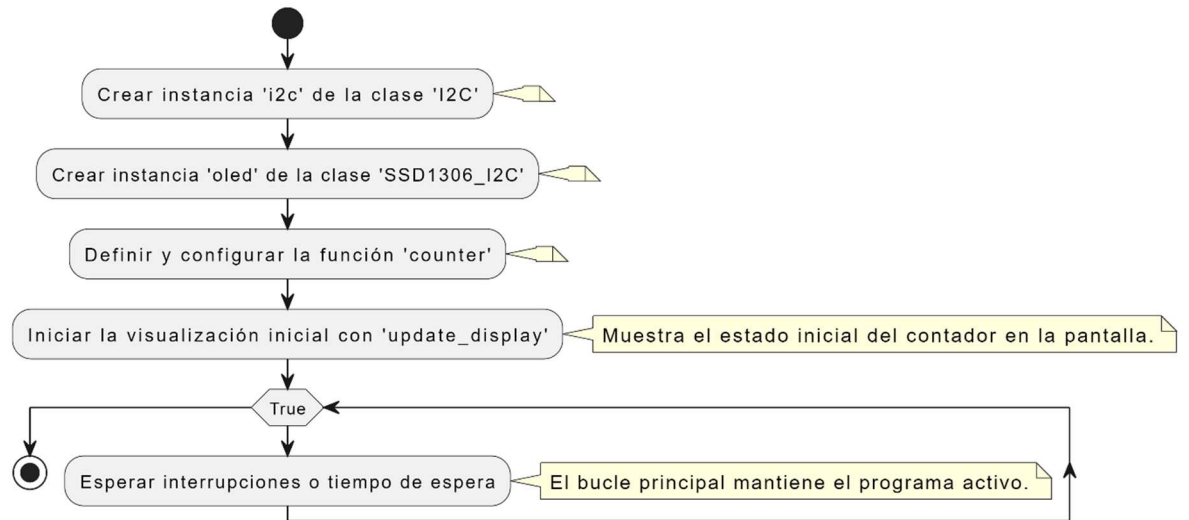 Crear instancia 'i2c' de la clase 'I2C'
Crear instancia 'oled' de la clase 'SSD1306_I2C'
Definir y configurar la función 'counter'
Iniciar la visualización inicial con 'update_display'
Muestra el estado inicial del contador en la pantalla.
True
Esperar interrupciones o tiempo de espera
El bucle principal mantiene el programa activo.